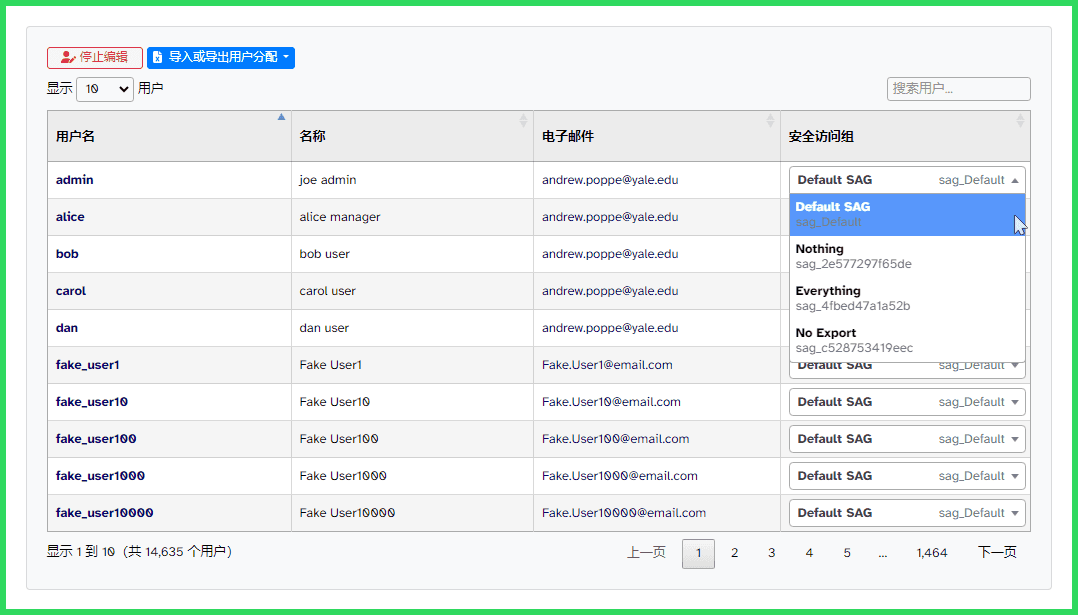 停止编辑 导入或导出用户分配
显示 10 用户 搜索用户...
用户名 名称 电子邮件 安全访问组
admin joe admin andrew.poppe@yale.edu Default SAG sag_Default
alice alice manager andrew.poppe@yale.edu Default SAG
sag_Default
bob bob user andrew.poppe@yale.edu Nothing
sag_2e577297f65de
carol carol user andrew.poppe@yale.edu Everything
sag_4fbed47a1a52b
dan dan user andrew.poppe@yale.edu No Export
sag_c528753419eec
fake_user1 Fake User1 Fake.User1@email.com Default SAG sag_Default
fake_user10 Fake User10 Fake.User10@email.com Default SAG sag_Default
fake_user100 Fake User100 Fake.User100@email.com Default SAG sag_Default
fake_user1000 Fake User1000 Fake.User1000@email.com Default SAG sag_Default
fake_user10000 Fake User10000 Fake.User10000@email.com Default SAG sag_Default
显示 1 到 10（共 14,635 个用户） 上一页 1 2 3 4 5 ... 1,464 下一页